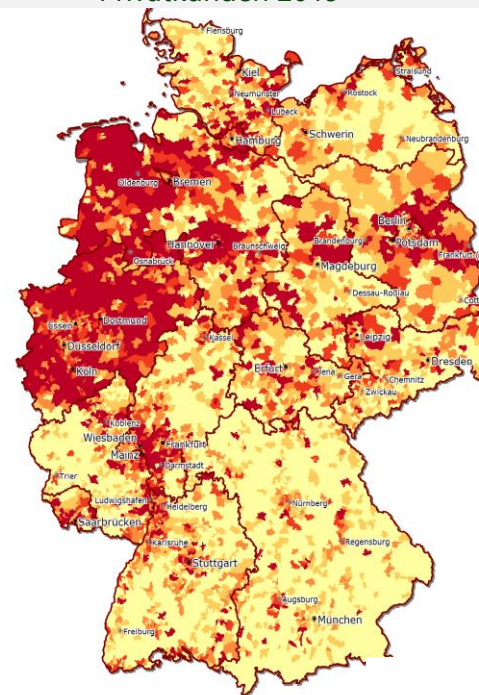 Flensburg
Kiel
Stralsund
Neumünster
Rostock
Lübeck
Schwerin
Hamburg
Neubrandenburg
Oldenburg
Bremen
Berlin
Hannover
Braunschweig
Brandenburg
Potsdam
Osnabrück
Frankfurt (
Magdeburg
Dessau-Roßlau
Cott
Essen
Dortmund
Düsseldorf
Kassel
Leipzig
Köln
Erfurt
Jena
Gera
Dresden
Chemnitz
Zwickau
Koblenz
Wiesbaden
Frankfurt
Mainz
Darmstadt
Trier
Ludwigshafen
Heidelberg
Nürnberg
Saarbrücken
Karlsruhe
Regensburg
Stuttgart
Augsburg
München
Freiburg